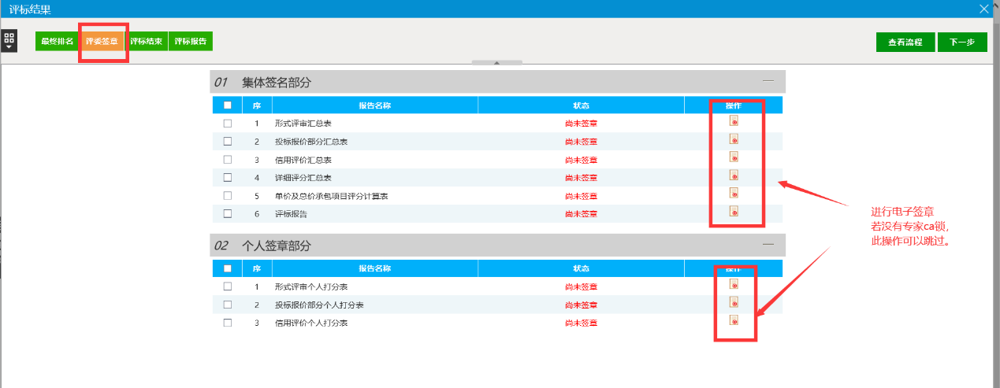 评标结果
最终排名 评委签章 评标结束 评标报告 查看流程 下一步
01 集体签名部分
序 报告名称 状态 操作
1 形式评审汇总表 尚未签章
2 投标报价部分汇总表 尚未签章
3 信用评价汇总表 尚未签章
4 详细评分汇总表 尚未签章
5 单价及总价承包项目评分计算表 尚未签章
6 评标报告 尚未签章
进行电子签章
若没有专家ca锁，
此操作可以跳过。
02 个人签章部分
序 报告名称 状态 操作
1 形式评审个人打分表 尚未签章
2 投标报价部分个人打分表 尚未签章
3 信用评价个人打分表 尚未签章